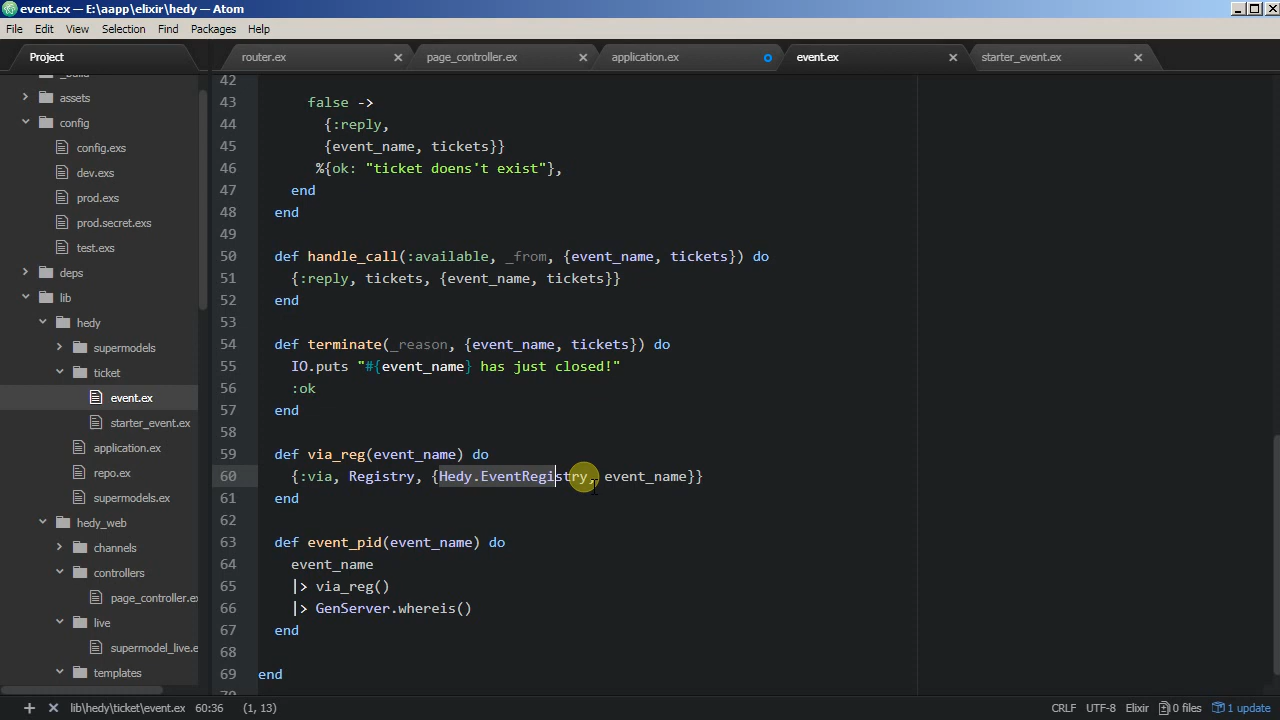 event.ex — E:\aapp\elixir\hedy — Atom
File Edit View Selection Find Packages Help
Project
router.ex page_controller.ex application.ex event.ex starter_event.ex
_build
assets
config
config.exs
dev.exs
prod.exs
prod.secret.exs
test.exs
deps
lib
hedy
supermodels
ticket
event.ex
starter_event.ex
application.ex
repo.ex
supermodels.ex
hedy_web
channels
controllers
page_controller.ex
live
supermodel_live.e
templates
42
43 false ->
44 {:reply,
45 {event_name, tickets}}
46 %{ok: "ticket doens't exist"},
47 end
48 end
49
50 def handle_call(:available, _from, {event_name, tickets}) do
51 {:reply, tickets, {event_name, tickets}}
52 end
53
54 def terminate(_reason, {event_name, tickets}) do
55 IO.puts "#{event_name} has just closed!"
56 :ok
57 end
58
59 def via_reg(event_name) do
60 {:via, Registry, {Hedy.EventRegistry, event_name}}
61 end
62
63 def event_pid(event_name) do
64 event_name
65 |> via_reg()
66 |> GenServer.whereis()
67 end
68
69 end
70
lib\hedy\ticket\event.ex 60:36 (1, 13) CRLF UTF-8 Elixir 0 files 1 update